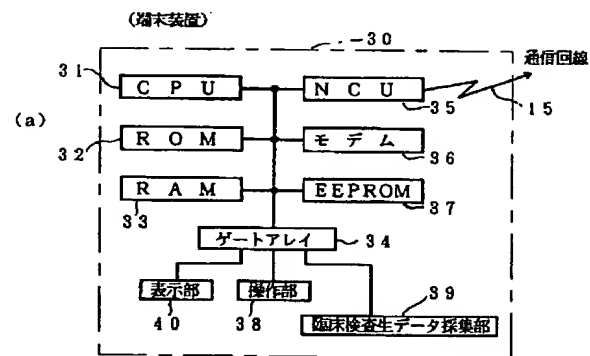 (端末装置)
30
通信回線
31
CPU
NCU
35
15
(a)
ROM
32
モデム
36
RAM
33
EEPROM
37
ゲートアレイ
34
表示部
40
操作部
38
39
臨床検査生データ採集部